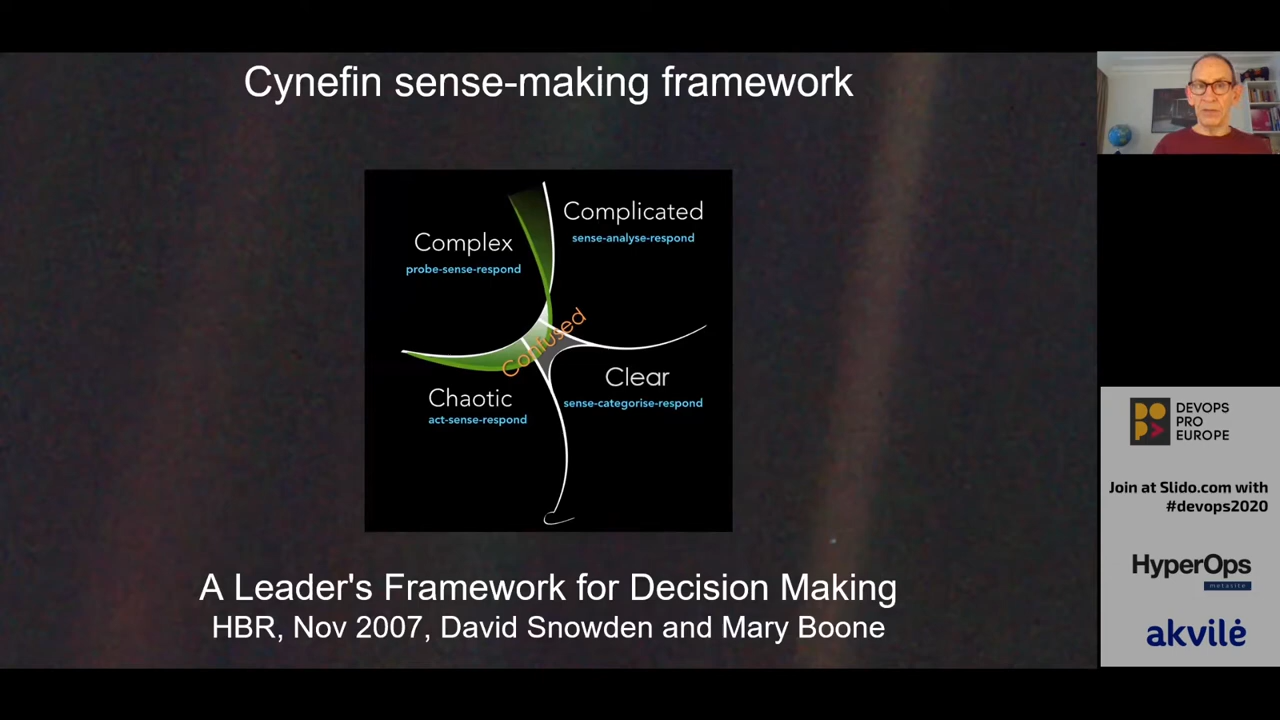 Cynefin sense-making framework
Complicated
sense-analyse-respond
Complex
probe-sense-respond
Confused
Clear
sense-categorise-respond
Chaotic
act-sense-respond
A Leader's Framework for Decision Making
HBR, Nov 2007, David Snowden and Mary Boone
DEVOPS
PRO
EUROPE
Join at Slido.com with
#devops2020
HyperOps
metasite
akvilė